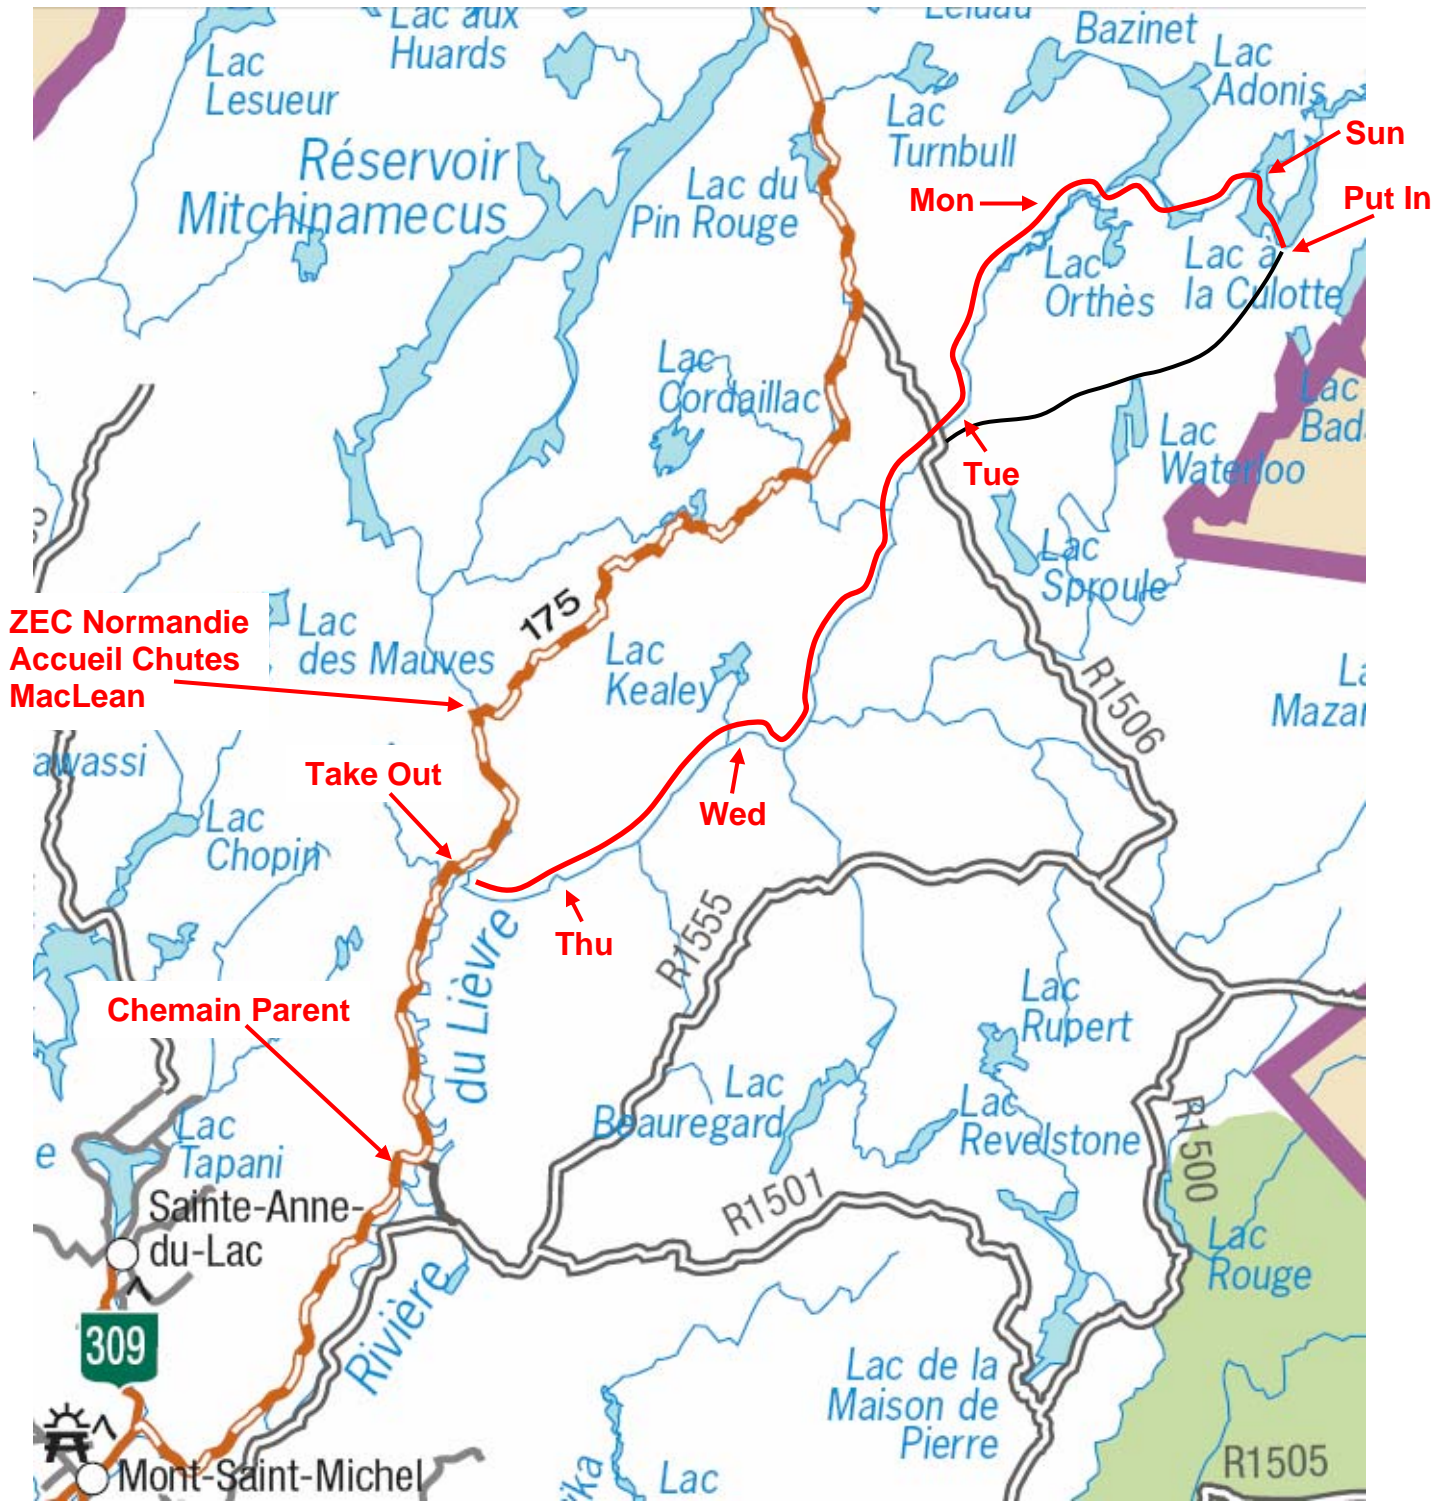 Lac aux
Huards
Lac
Lesueur
Bazinet
Lac
Adonis
Lac
Turnbull
Sun
Réservoir
Mitchinamecus
Lac du
Pin Rouge
Mon
Put In
Lac
Orthès
Lac à
la Culotte
Lac
Cordaillac
Lac
Waterloo
Lac
Bad
Tue
Lac
Sproule
175
ZEC Normandie
Accueil Chutes
MacLean
Lac
des Mauves
Lac
Kealey
R1506
La
Mazar
awassi
Take Out
Wed
Lac
Chopin
Thu
R1555
du Lièvre
Chemain Parent
Lac
Rupert
Lac
Beauregard
Lac
Revelstone
e
Lac
Tapani
R1500
Sainte-Anne-
du-Lac
R1501
Lac
Rouge
309
Rivière
Lac de la
Maison de
Pierre
Mont-Saint-Michel
ika
Lac
R1505